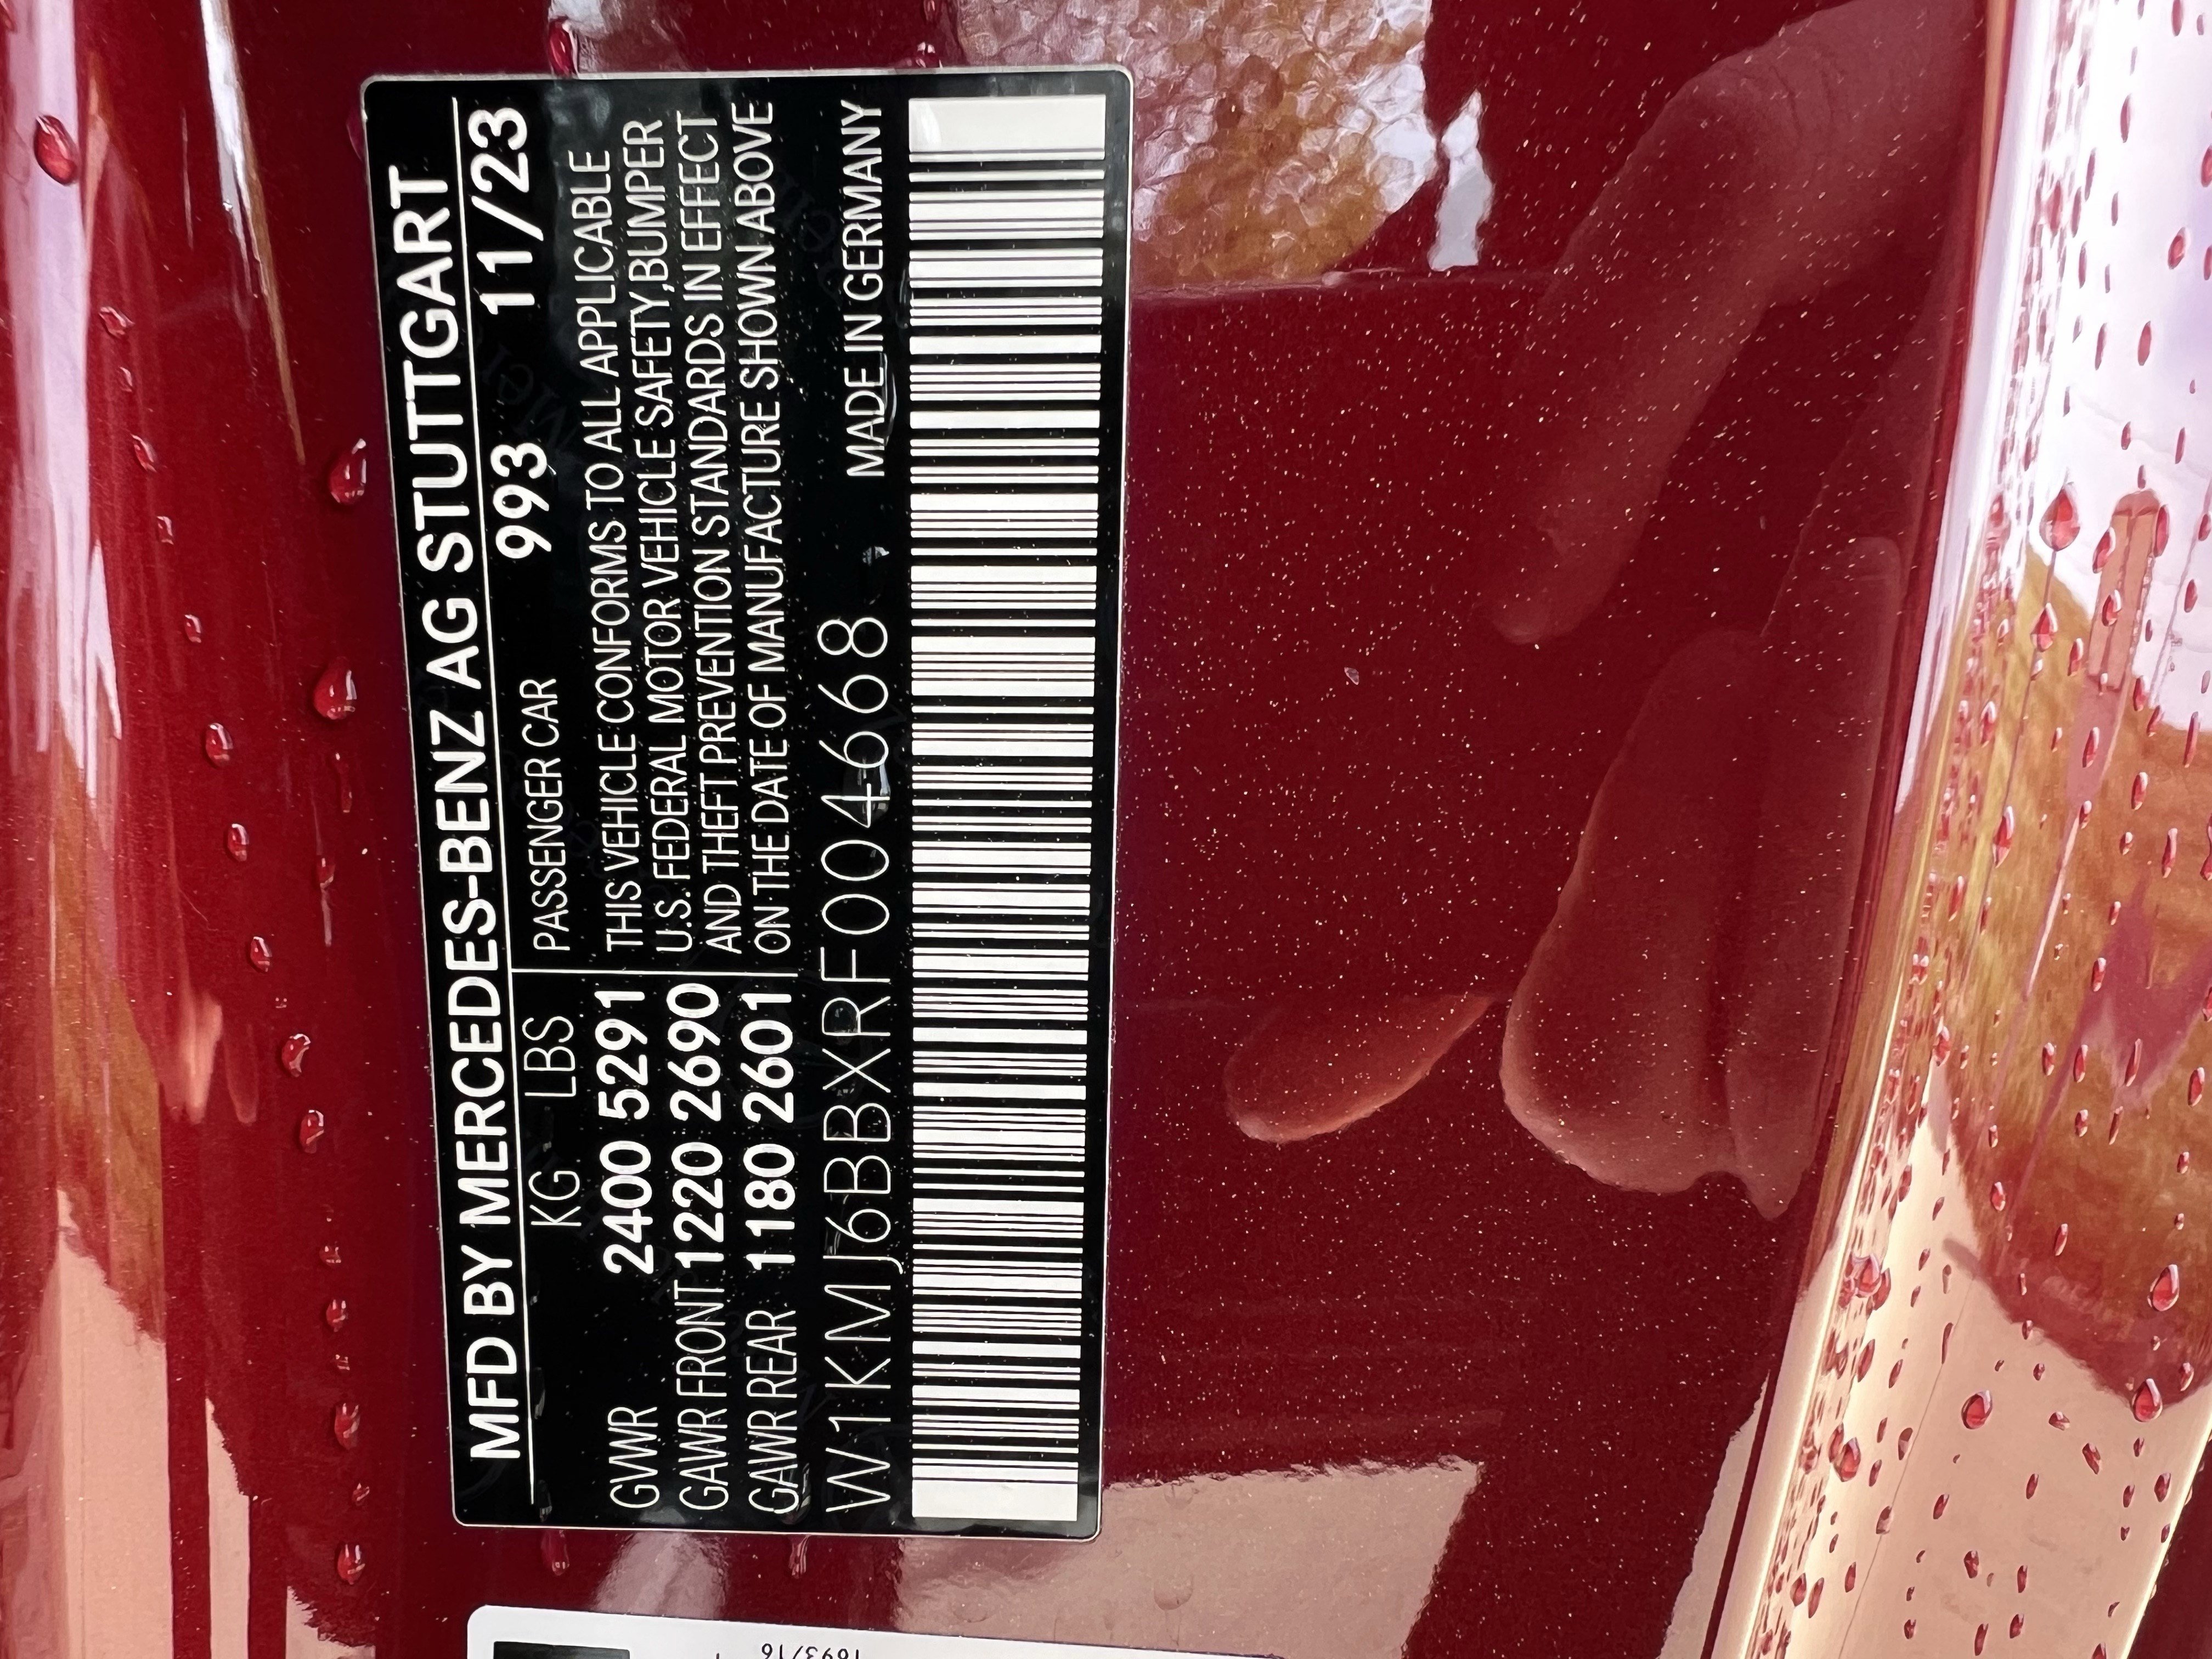 MFD BY MERCEDES-BENZ AG STUTTGART
KG LBS PASSENGER CAR 993 11/23
GVWR 2400 5291 THIS VEHICLE CONFORMS TO ALL APPLICABLE
GAWR FRONT 1220 2690 U.S. FEDERAL MOTOR VEHICLE SAFETY,BUMPER
GAWR REAR 1180 2601 AND THEFT PREVENTION STANDARDS IN EFFECT
ON THE DATE OF MANUFACTURE SHOWN ABOVE
W1KMJ6BBXRF004668 MADE IN GERMANY
1693/16